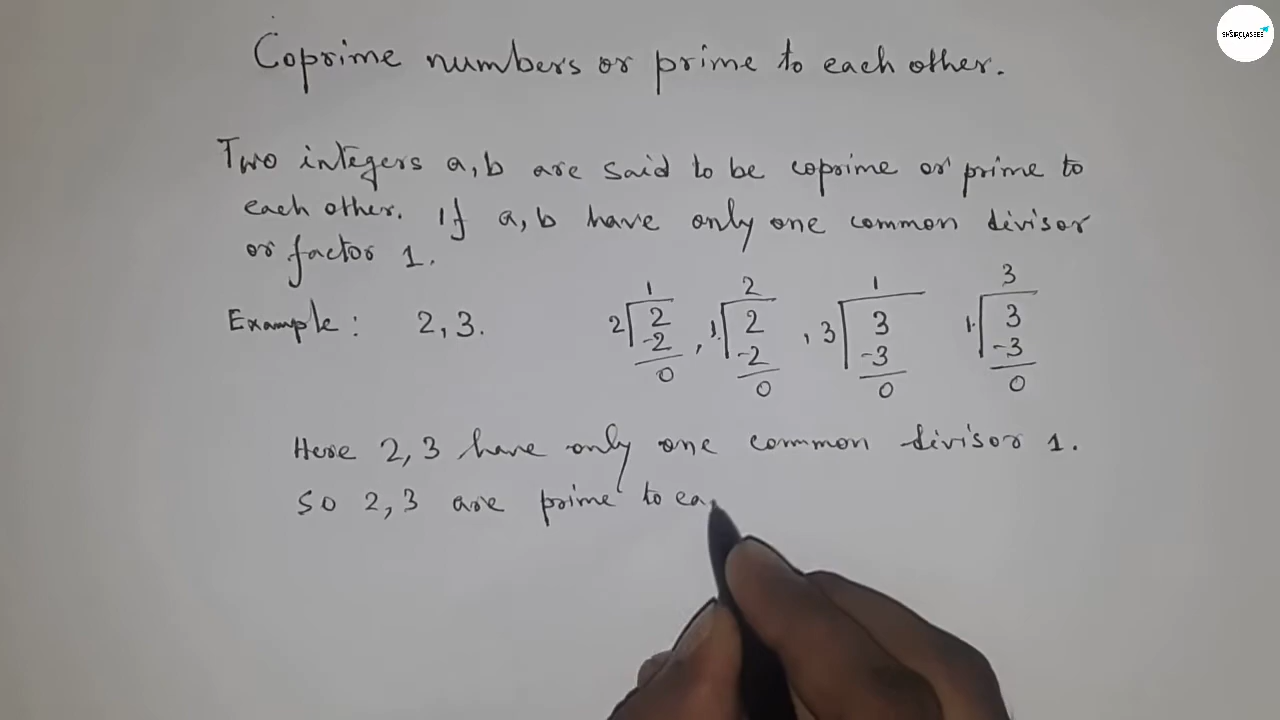 Coprime numbers or prime to each other.
SHSIRCLASSES
Two integers a, b are said to be coprime or prime to
each other. If a, b have only one common divisor
or factor 1.
Example: 2, 3.
1 2 1 3
2 2 , 1 2 , 3 3 1 3
-2 -2 -3 -3
0 0 0 0
Here 2, 3 have only one common divisor 1.
So 2, 3 are prime to ea